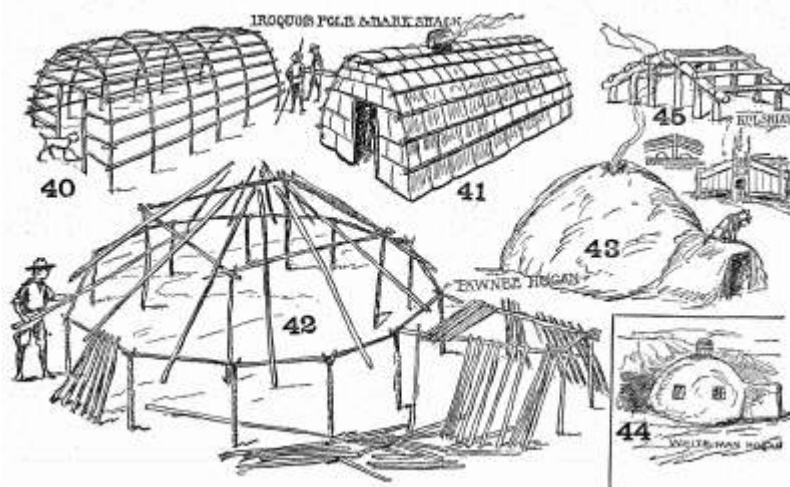 IROQUOIS POLE & BARK SHACK
40
41
45
KOLSHIAN
43
PAWNEE HOGAN
42
44
WHITE MAN HOGAN